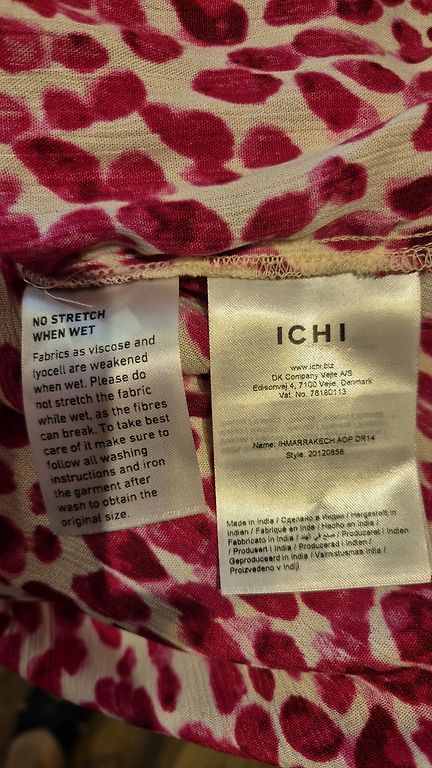 NO STRETCH
WHEN WET
Fabrics as viscose and
lyocell are weakened
when wet. Please do
not stretch the fabric
while wet, as the fibres
can break. To take best
care of it make sure to
follow all washing
instructions and iron
the garment after
wash to obtain the
original size.
ICHI
www.ichi.biz
DK Company Vejle A/S
Edisonvej 4, 7100 Vejle, Denmark
Vat. No. 78180113
Name: IHMARRAKECH AOP DR14
Style: 20120858
Made in India / Сделано в Индии / Hergestellt in
Indien / Fabriqué en Inde / Hecho en India /
Fabbricato in India / صنع في الهند / Producerat i Indien
/ Produsert i India / Produceret i Indien /
Geproduceerd in India / Valmistusmaa Intia /
Proizvedeno v Indiji